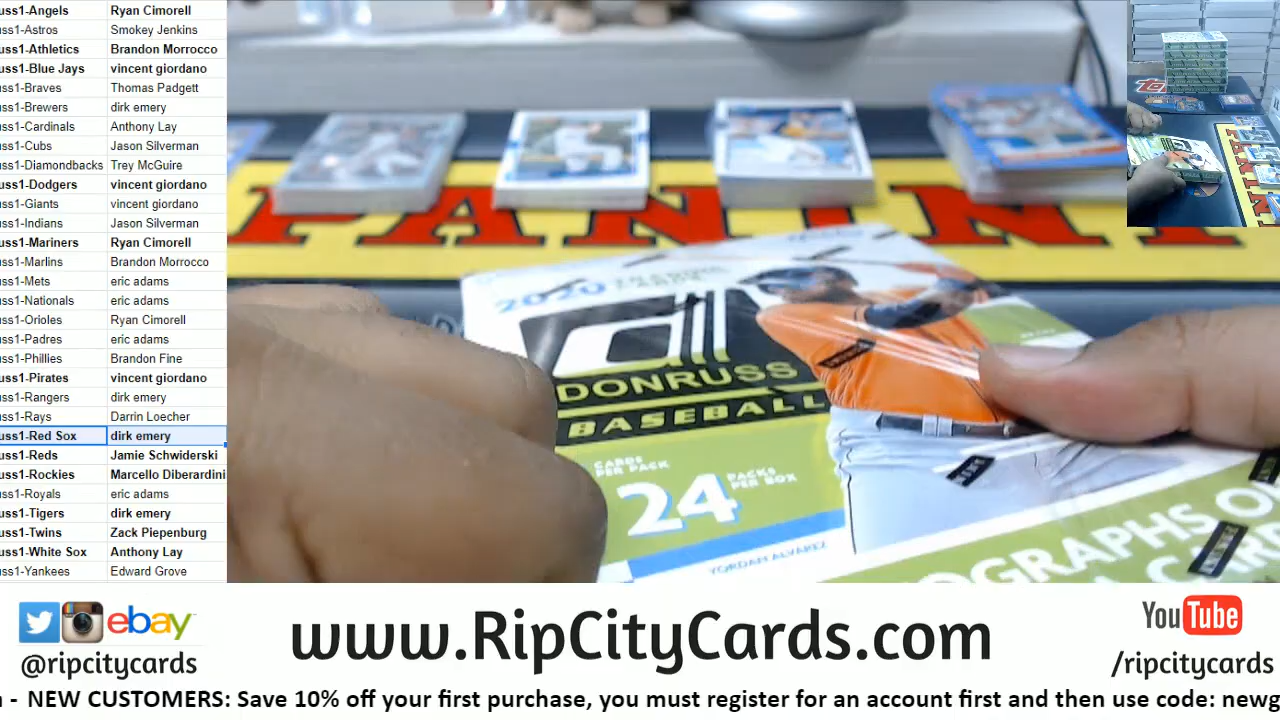 uss1-Angels Ryan Cimorell
uss1-Astros Smokey Jenkins
uss1-Athletics Brandon Morrocco
uss1-Blue Jays vincent giordano
uss1-Braves Thomas Padgett
uss1-Brewers dirk emery
uss1-Cardinals Anthony Lay
uss1-Cubs Jason Silverman
uss1-Diamondbacks Trey McGuire
uss1-Dodgers vincent giordano
uss1-Giants vincent giordano
uss1-Indians Jason Silverman
uss1-Mariners Ryan Cimorell
uss1-Marlins Brandon Morrocco
uss1-Mets eric adams
uss1-Nationals eric adams
uss1-Orioles Ryan Cimorell
uss1-Padres eric adams
uss1-Phillies Brandon Fine
uss1-Pirates vincent giordano
uss1-Rangers dirk emery
uss1-Rays Darrin Loecher
uss1-Red Sox dirk emery
uss1-Reds Jamie Schwiderski
uss1-Rockies Marcello Diberardini
uss1-Royals eric adams
uss1-Tigers dirk emery
uss1-Twins Zack Piepenburg
uss1-White Sox Anthony Lay
uss1-Yankees Edward Grove
PANINI
2020
DONRUSS
BASEBALL
CARDS
PER PACK
24 PACKS
PER BOX
YORDAN ALVAREZ
OGRAPHS O
ebay
@ripcitycards
www.RipCityCards.com
YouTube
/ripcitycards
- NEW CUSTOMERS: Save 10% off your first purchase, you must register for an account first and then use code: newg